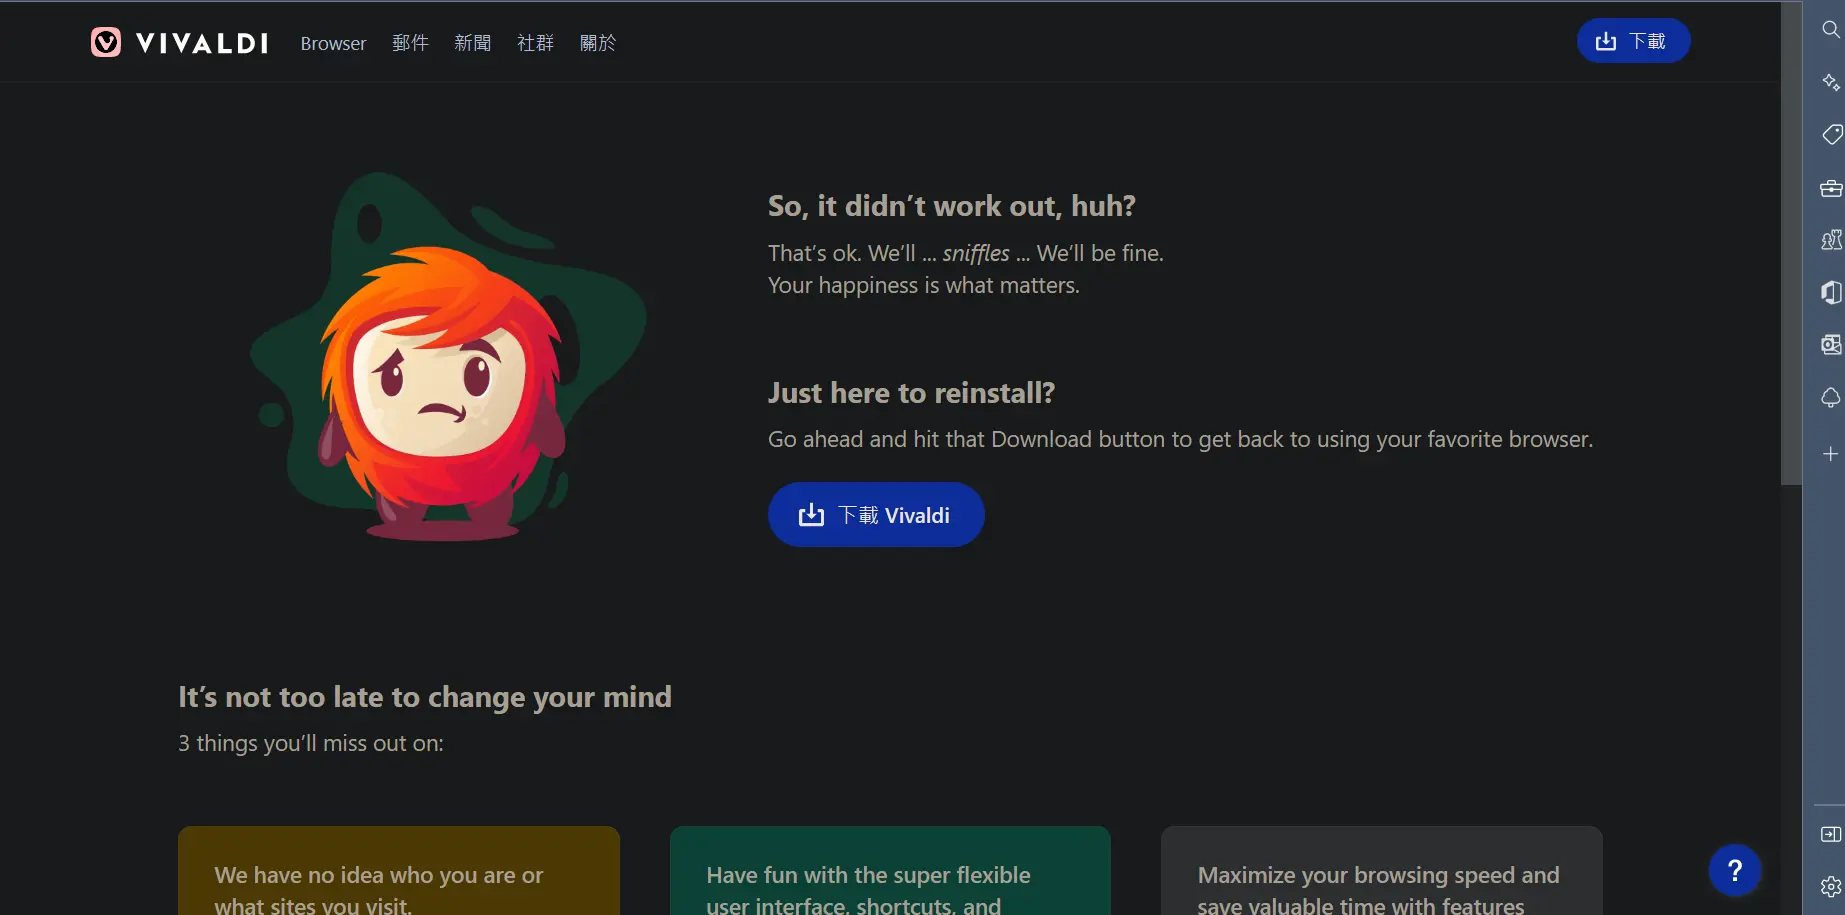 VIVALDI Browser 郵件 新聞 社群 關於 下載
So, it didn’t work out, huh?
That’s ok. We’ll ... sniffles ... We’ll be fine.
Your happiness is what matters.
Just here to reinstall?
Go ahead and hit that Download button to get back to using your favorite browser.
下載 Vivaldi
It’s not too late to change your mind
3 things you’ll miss out on:
We have no idea who you are or
what sites you visit.
Have fun with the super flexible
user interface, shortcuts, and
Maximize your browsing speed and
save valuable time with features
?